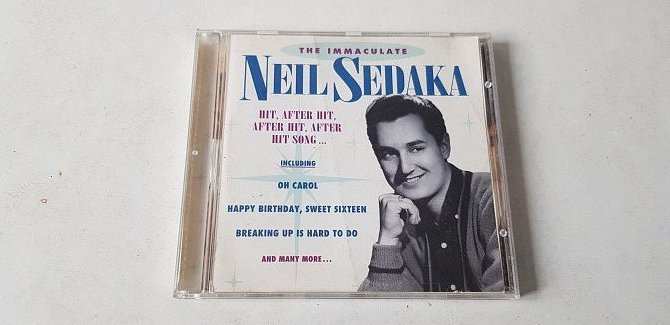 THE IMMACULATE
NEIL SEDAKA
HIT, AFTER HIT,
AFTER HIT, AFTER
HIT SONG...
INCLUDING
OH CAROL
HAPPY BIRTHDAY, SWEET SIXTEEN
BREAKING UP IS HARD TO DO
AND MANY MORE...